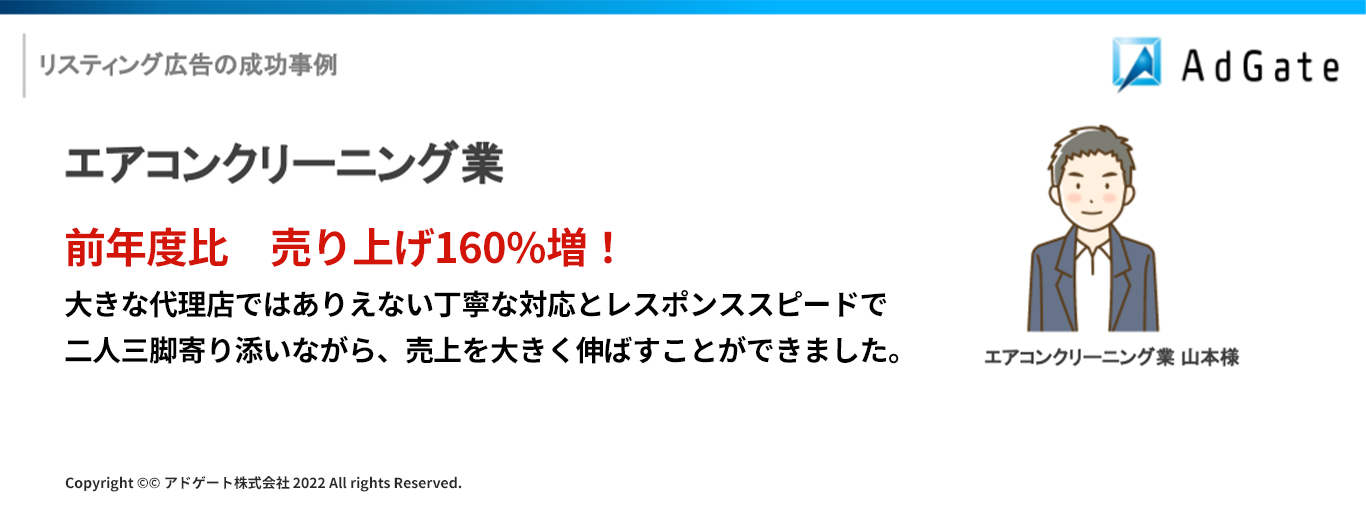 リスティング広告の成功事例
AdGate
エアコンクリーニング業
前年度比　売り上げ160%増！
大きな代理店ではありえない丁寧な対応とレスポンススピードで
二人三脚寄り添いながら、売上を大きく伸ばすことができました。
エアコンクリーニング業 山本様
Copyright ©© アドゲート株式会社 2022 All rights Reserved.